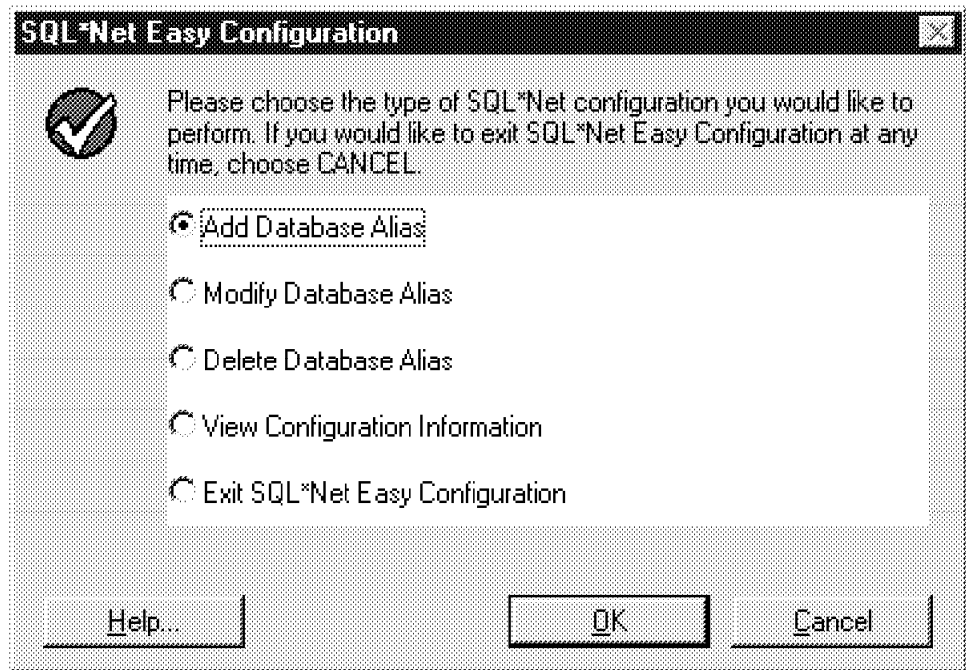 SQL*Net Easy Configuration
Please choose the type of SQL*Net configuration you would like to
perform. If you would like to exit SQL*Net Easy Configuration at any
time, choose CANCEL.
Add Database Alias
Modify Database Alias
Delete Database Alias
View Configuration Information
Exit SQL*Net Easy Configuration
Help... OK Cancel